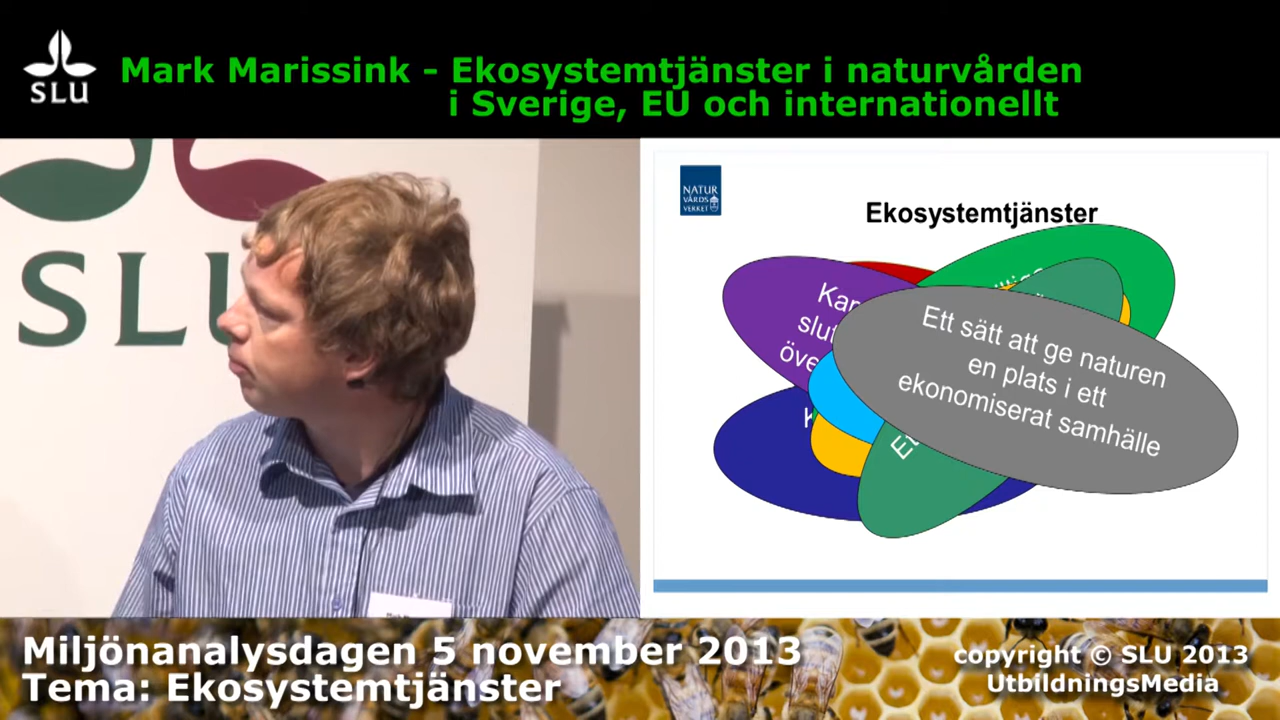 SLU
Mark Marissink - Ekosystemtjänster i naturvården
i Sverige, EU och internationellt
SLU
NATUR
VÅRDS
VERKET
Ekosystemtjänster
Ett sätt att ge naturen
en plats i ett
ekonomiserat samhälle
Miljönanalysdagen 5 november 2013
Tema: Ekosystemtjänster
copyright © SLU 2013
UtbildningsMedia